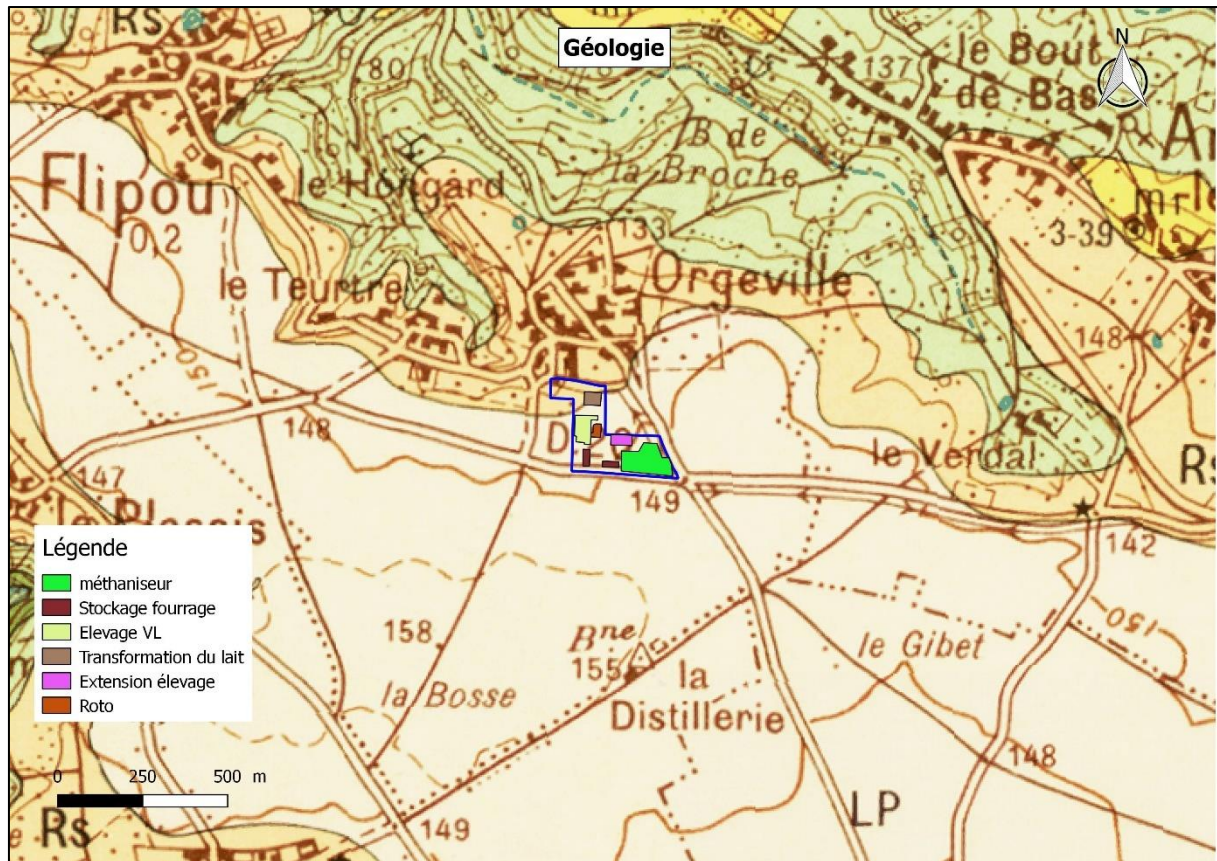 Géologie
N
Rs
80
137
le Bout
de Bas
B de
la Broche
Flipou
0,2
le Hongard
133
3-39
Orgeville
le Teurtre
148
150
148
D
147
le Verdal
149
142
Légende
méthaniseur
Stockage fourrage
Elevage VL
Transformation du lait
Extension élevage
Roto
158
la Bosse
Bne
155
la
Distillerie
le Gibet
150
148
0 250 500 m
149
LP
Rs
Rs